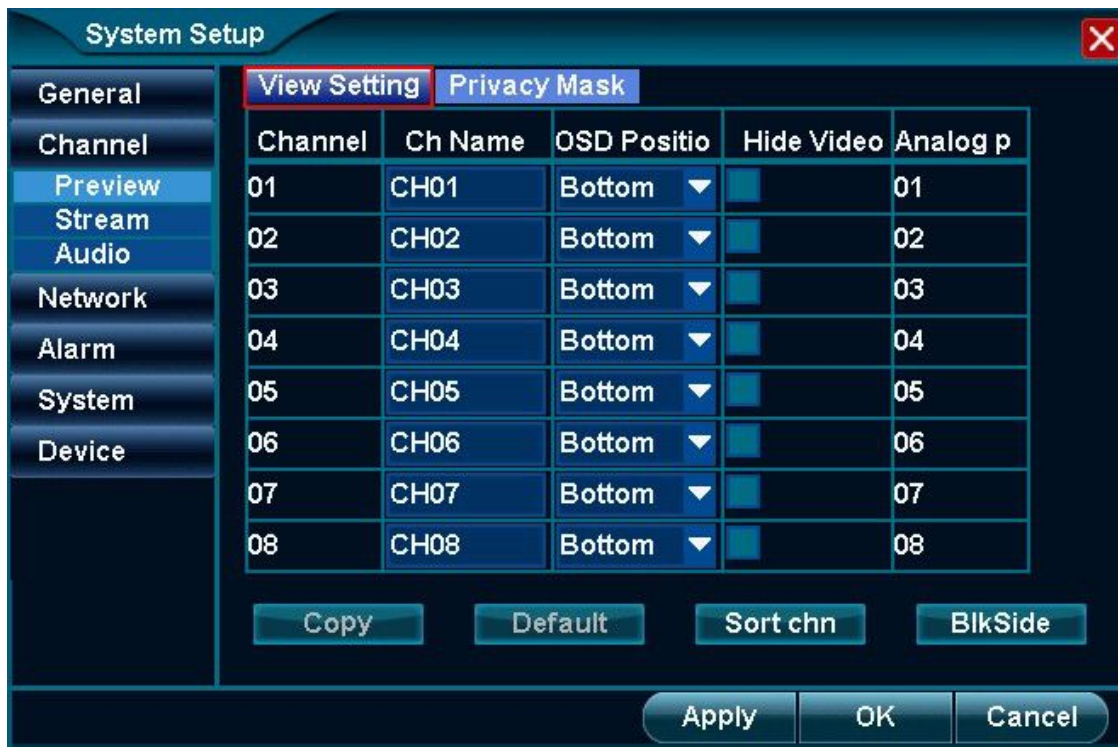 System Setup
General
Channel
Preview
Stream
Audio
Network
Alarm
System
Device
View Setting Privacy Mask
Channel Ch Name OSD Positio Hide Video Analog p
01 CH01 Bottom 01
02 CH02 Bottom 02
03 CH03 Bottom 03
04 CH04 Bottom 04
05 CH05 Bottom 05
06 CH06 Bottom 06
07 CH07 Bottom 07
08 CH08 Bottom 08
Copy Default Sort chn BlkSide
Apply OK Cancel